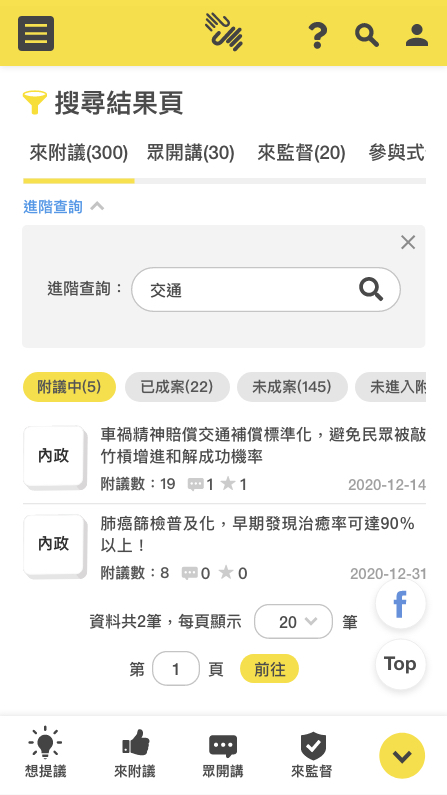 搜尋結果頁
來附議(300) 眾開講(30) 來監督(20) 參與式
進階查詢
進階查詢： 交通
附議中(5) 已成案(22) 未成案(145) 未進入附
內政
車禍精神賠償交通補償標準化，避免民眾被敲
竹槓增進和解成功機率
附議數：19 1 1 2020-12-14
內政
肺癌篩檢普及化，早期發現治癒率可達90%
以上！
附議數：8 0 0 2020-12-31
資料共2筆，每頁顯示 20 筆
第 1 頁 前往
f
Top
想提議 來附議 眾開講 來監督